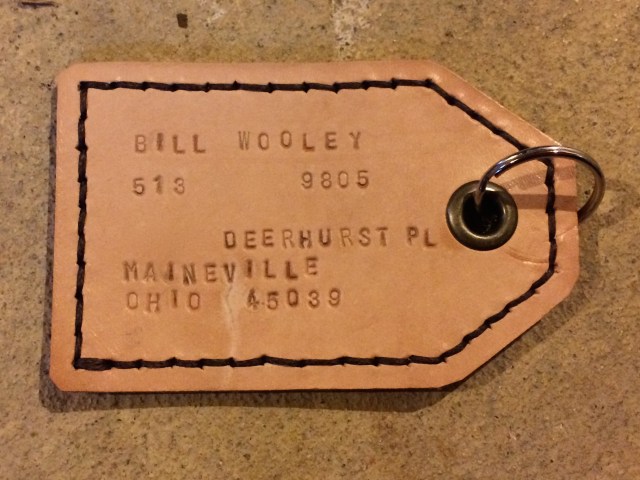 BILL WOOLEY
513 9805
DEERHURST PL
MAINEVILLE
OHIO 45039